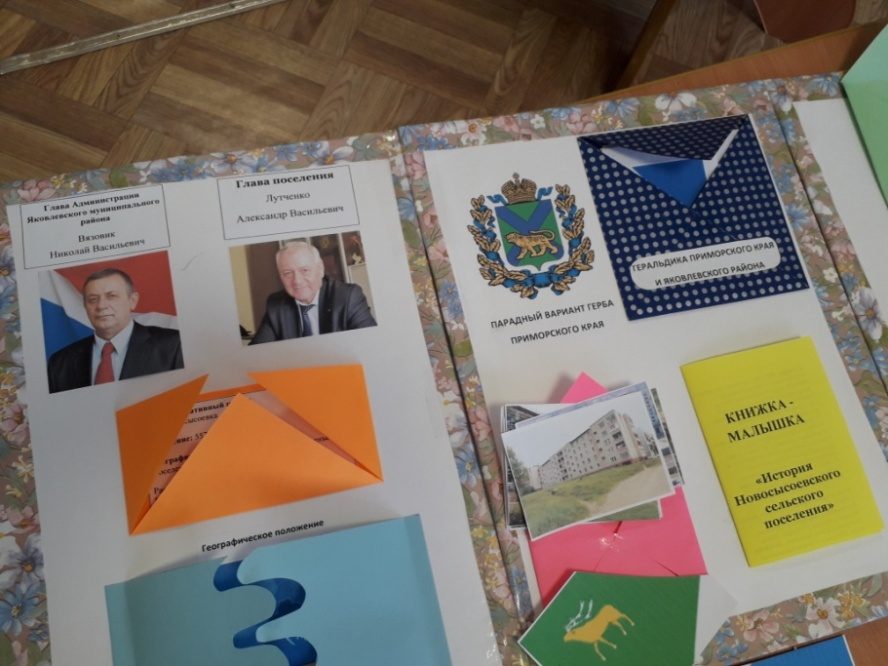 Глава Администрации
Яковлевского муниципального
района
Вязовик
Николай Васильевич
Глава поселения
Лутченко
Александр Васильевич
Географическое положение
ПАРАДНЫЙ ВАРИАНТ ГЕРБА
ПРИМОРСКОГО КРАЯ
ГЕРАЛЬДИКА ПРИМОРСКОГО КРАЯ
И ЯКОВЛЕВСКОГО РАЙОНА
КНИЖКА -
МАЛЫШКА
«История
Новосысоевского
сельского
поселения»